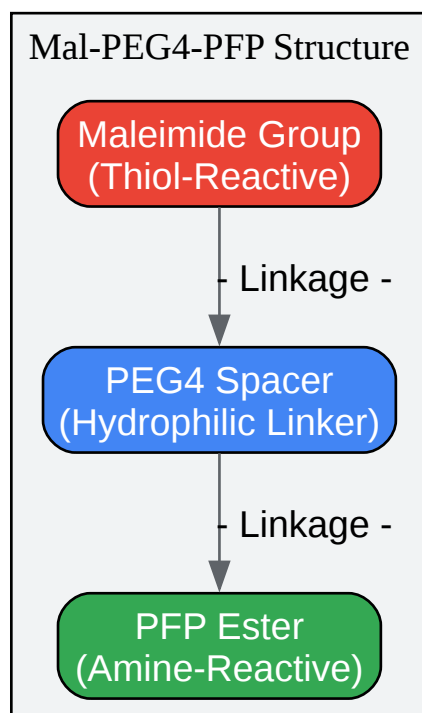 Mal-PEG4-PFP Structure
Maleimide Group
(Thiol-Reactive)
- Linkage -
PEG4 Spacer
(Hydrophilic Linker)
- Linkage -
PFP Ester
(Amine-Reactive)